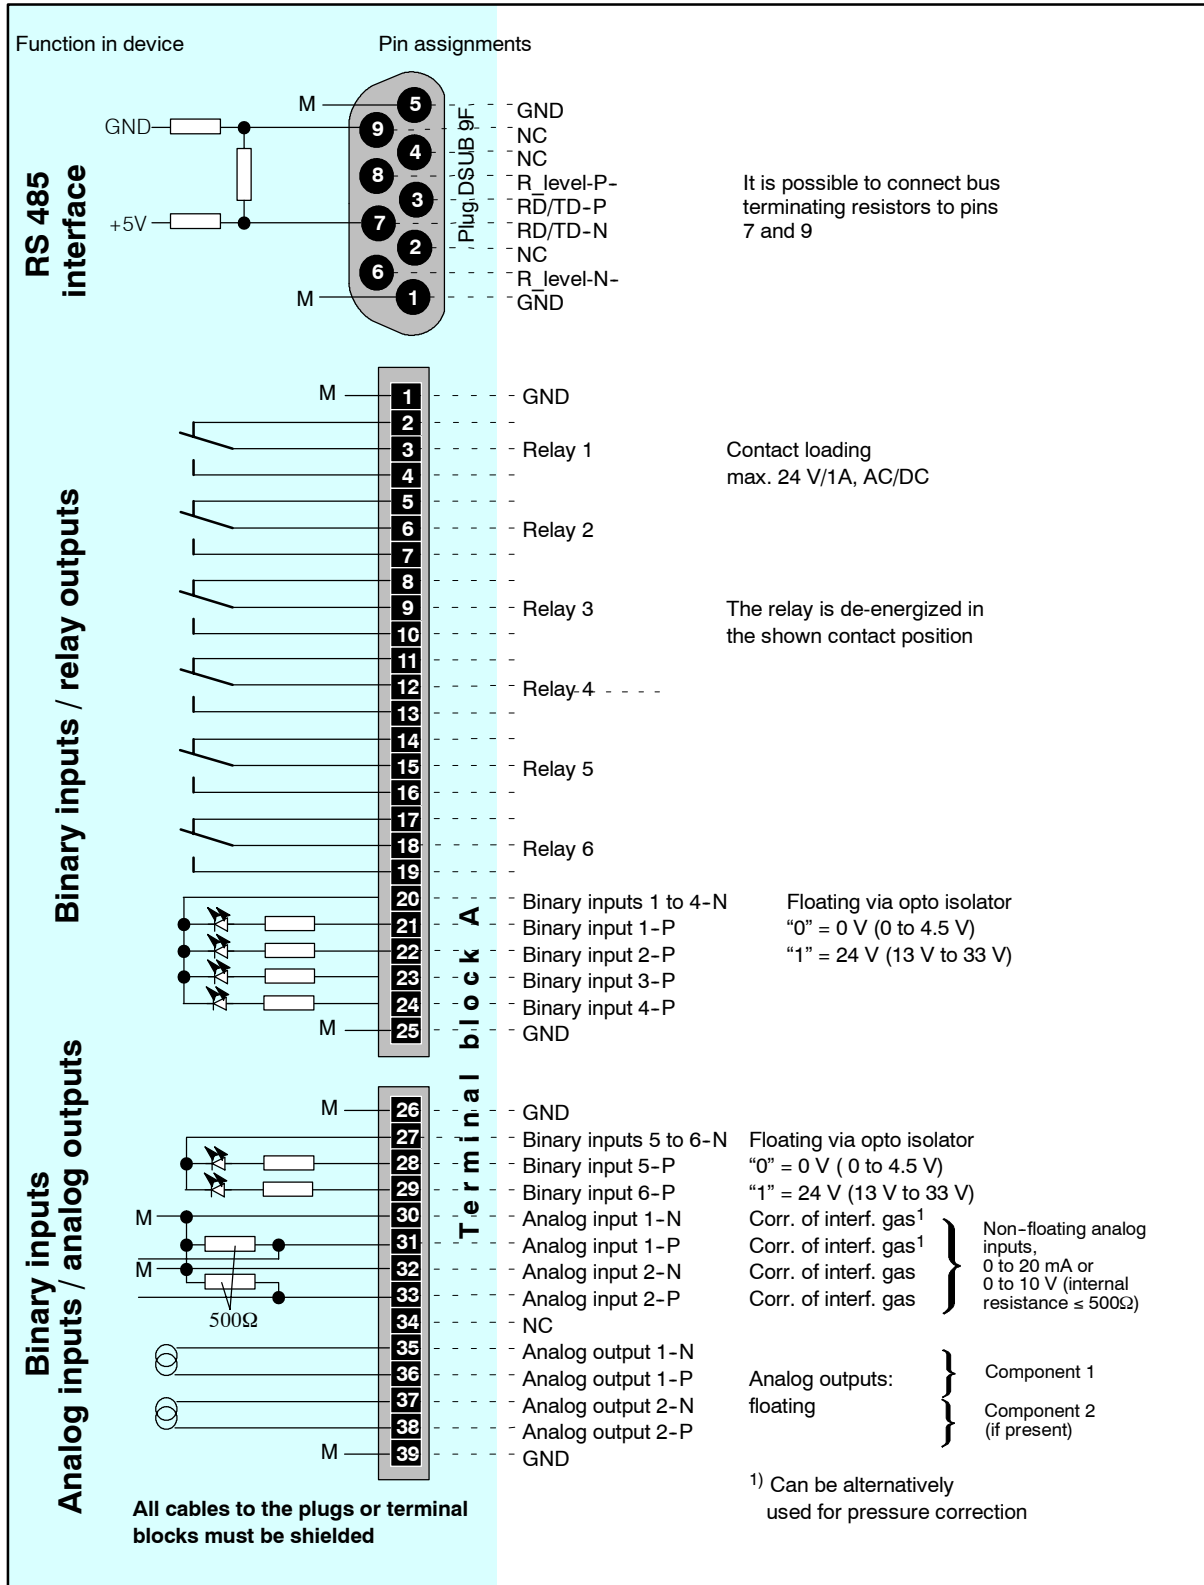 Function in device
Pin assignments
RS 485
interface
M
GND
+5V
M
5
9
4
8
3
7
2
6
1
Plug DSUB 9F
GND
NC
NC
R_level-P-
RD/TD-P
RD/TD-N
NC
R_level-N-
GND
It is possible to connect bus
terminating resistors to pins
7 and 9
Binary inputs / relay outputs
M
1
2
3
4
5
6
7
8
9
10
11
12
13
14
15
16
17
18
19
20
21
22
23
24
M
25
Terminal block A
GND
Relay 1
Contact loading
max. 24 V/1A, AC/DC
Relay 2
Relay 3
The relay is de-energized in
the shown contact position
Relay 4
Relay 5
Relay 6
Binary inputs 1 to 4-N
Floating via opto isolator
Binary input 1-P
“0” = 0 V (0 to 4.5 V)
Binary input 2-P
“1” = 24 V (13 V to 33 V)
Binary input 3-P
Binary input 4-P
GND
Binary inputs
Analog inputs / analog outputs
M
26
27
28
29
M
30
31
M
32
33
500Ω
34
35
36
37
38
M
39
GND
Binary inputs 5 to 6-N
Floating via opto isolator
Binary input 5-P
“0” = 0 V ( 0 to 4.5 V)
Binary input 6-P
“1” = 24 V (13 V to 33 V)
Analog input 1-N
Corr. of interf. gas1
Analog input 1-P
Corr. of interf. gas1
Analog input 2-N
Corr. of interf. gas
Analog input 2-P
Corr. of interf. gas
Non-floating analog
inputs,
0 to 20 mA or
0 to 10 V (internal
resistance ≤ 500Ω)
NC
Analog output 1-N
Analog output 1-P
Analog output 2-N
Analog output 2-P
GND
Analog outputs:
floating
Component 1
Component 2
(if present)
1) Can be alternatively
used for pressure correction
All cables to the plugs or terminal
blocks must be shielded